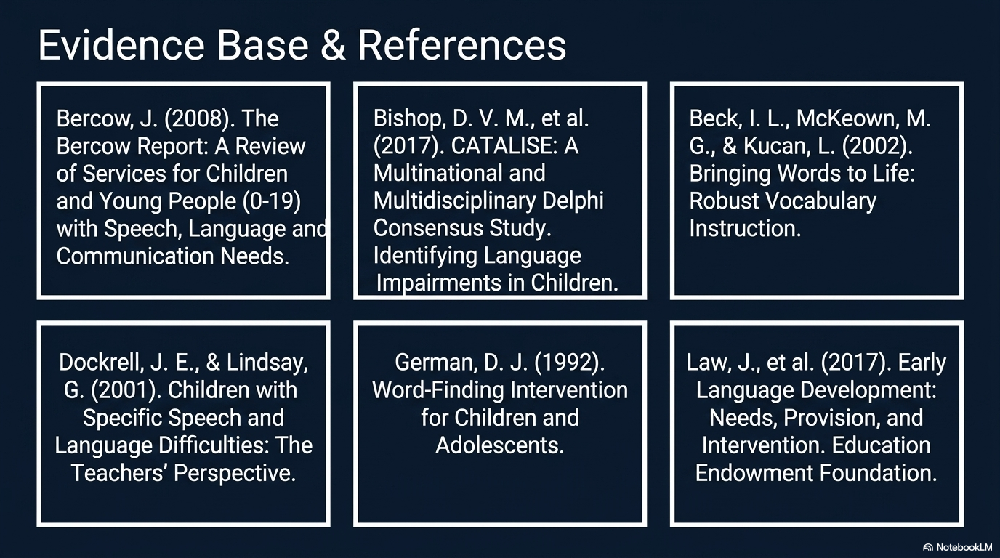 Evidence Base & References
Bercow, J. (2008). The
Bercow Report: A Review
of Services for Children
and Young People (0-19)
with Speech, Language and
Communication Needs.
Bishop, D. V. M., et al.
(2017). CATALISE: A
Multinational and
Multidisciplinary Delphi
Consensus Study.
Identifying Language
Impairments in Children.
Beck, I. L., McKeown, M.
G., & Kucan, L. (2002).
Bringing Words to Life:
Robust Vocabulary
Instruction.
Dockrell, J. E., & Lindsay,
G. (2001). Children with
Specific Speech and
Language Difficulties: The
Teachers’ Perspective.
German, D. J. (1992).
Word-Finding Intervention
for Children and
Adolescents.
Law, J., et al. (2017). Early
Language Development:
Needs, Provision, and
Intervention. Education
Endowment Foundation.
NotebookLM